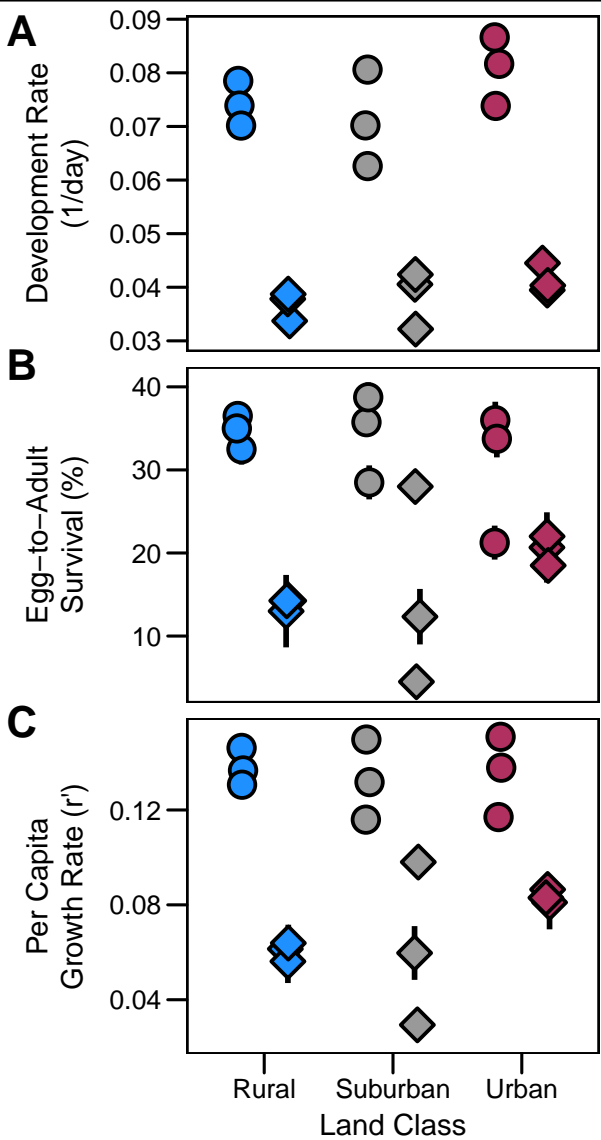 A
Development Rate
(1/day)
0.09
0.08
0.07
0.06
0.05
0.04
0.03
B
Egg−to−Adult
Survival (%)
40
30
20
10
C
Per Capita
Growth Rate (r')
0.12
0.08
0.04
Rural Suburban Urban
Land Class